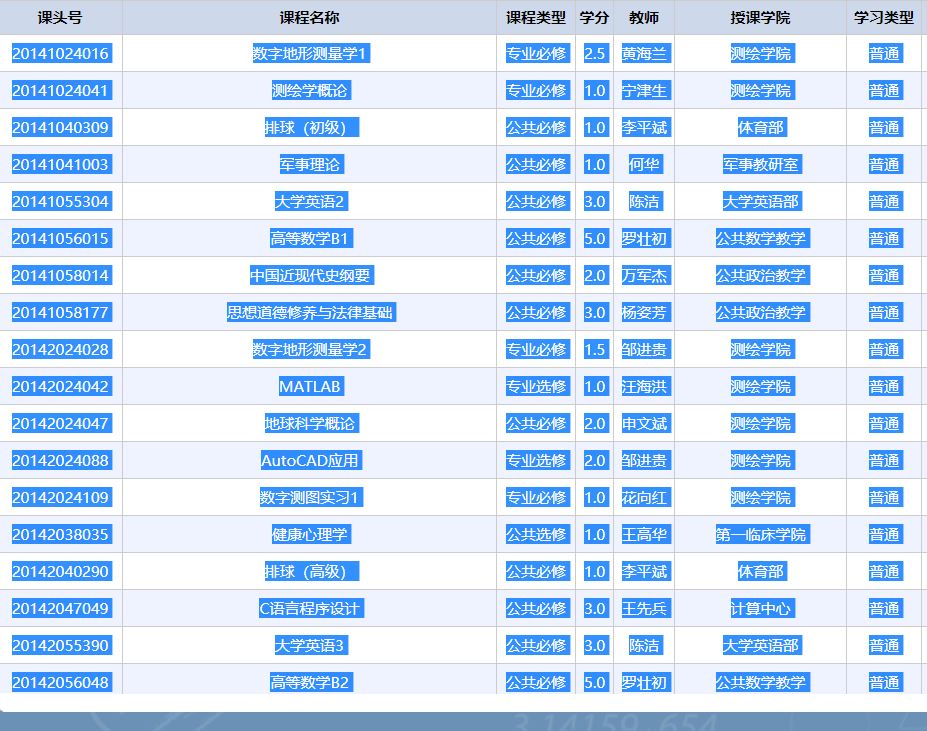 课头号 课程名称 课程类型 学分 教师 授课学院 学习类型
20141024016 数字地形测量学1 专业必修 2.5 黄海兰 测绘学院 普通
20141024041 测绘学概论 专业必修 1.0 宁津生 测绘学院 普通
20141040309 排球（初级） 公共必修 1.0 李平斌 体育部 普通
20141041003 军事理论 公共必修 1.0 何华 军事教研室 普通
20141055304 大学英语2 公共必修 3.0 陈洁 大学英语部 普通
20141056015 高等数学B1 公共必修 5.0 罗壮初 公共数学教学 普通
20141058014 中国近现代史纲要 公共必修 2.0 万军杰 公共政治教学 普通
20141058177 思想道德修养与法律基础 公共必修 3.0 杨姿芳 公共政治教学 普通
20142024028 数字地形测量学2 专业必修 1.5 邹进贵 测绘学院 普通
20142024042 MATLAB 专业选修 1.0 汪海洪 测绘学院 普通
20142024047 地球科学概论 公共必修 2.0 申文斌 测绘学院 普通
20142024088 AutoCAD应用 专业选修 2.0 邹进贵 测绘学院 普通
20142024109 数字测图实习1 专业必修 1.0 花向红 测绘学院 普通
20142038035 健康心理学 公共选修 1.0 王高华 第一临床学院 普通
20142040290 排球（高级） 公共必修 1.0 李平斌 体育部 普通
20142047049 C语言程序设计 公共必修 3.0 王先兵 计算中心 普通
20142055390 大学英语3 公共必修 3.0 陈洁 大学英语部 普通
20142056048 高等数学B2 公共必修 5.0 罗壮初 公共数学教学 普通